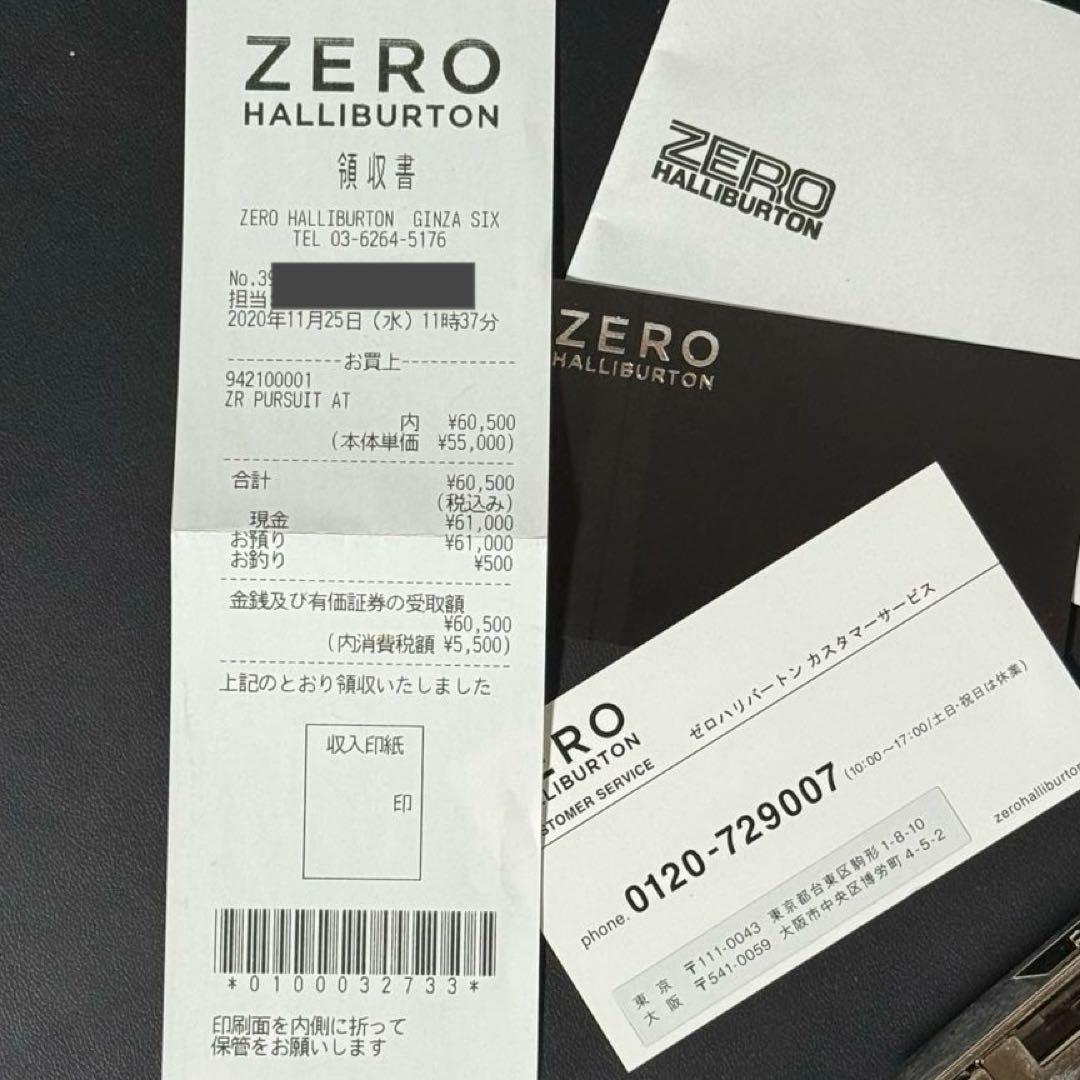 ZERO
HALLIBURTON
領収書
ZERO HALLIBURTON GINZA SIX
TEL 03-6264-5176
No.39
担当
2020年11月25日（水）11時37分
お買上
942100001
ZR PURSUIT AT
内 ¥60,500
(本体単価 ¥55,000)
合計 ¥60,500
(税込み)
現金 ¥61,000
お預り ¥61,000
お釣り ¥500
金銭及び有価証券の受取額
¥60,500
(内消費税額 ¥5,500)
上記のとおり領収いたしました
収入印紙
印
*0100032733*
印刷面を内側に折って
保管をお願いします
ZERO
HALLIBURTON
ZERO
HALLIBURTON
RO
LIBURTON
STOMER SERVICE
ゼロハリバートン カスタマーサービス
phone. 0120-729007 (10:00〜17:00/土日・祝日は休業)
東京 〒111-0043 東京都台東区駒形1-8-10
大阪 〒541-0059 大阪市中央区博労町4-5-2
zerohalliburto